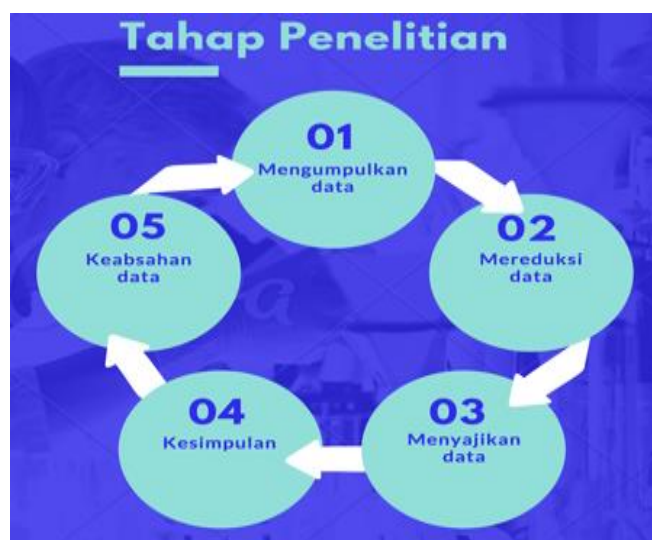 Tahap Penelitian
01
Mengumpulkan
data
02
Mereduksi
data
03
Menyajikan
data
04
Kesimpulan
05
Keabsahan
data